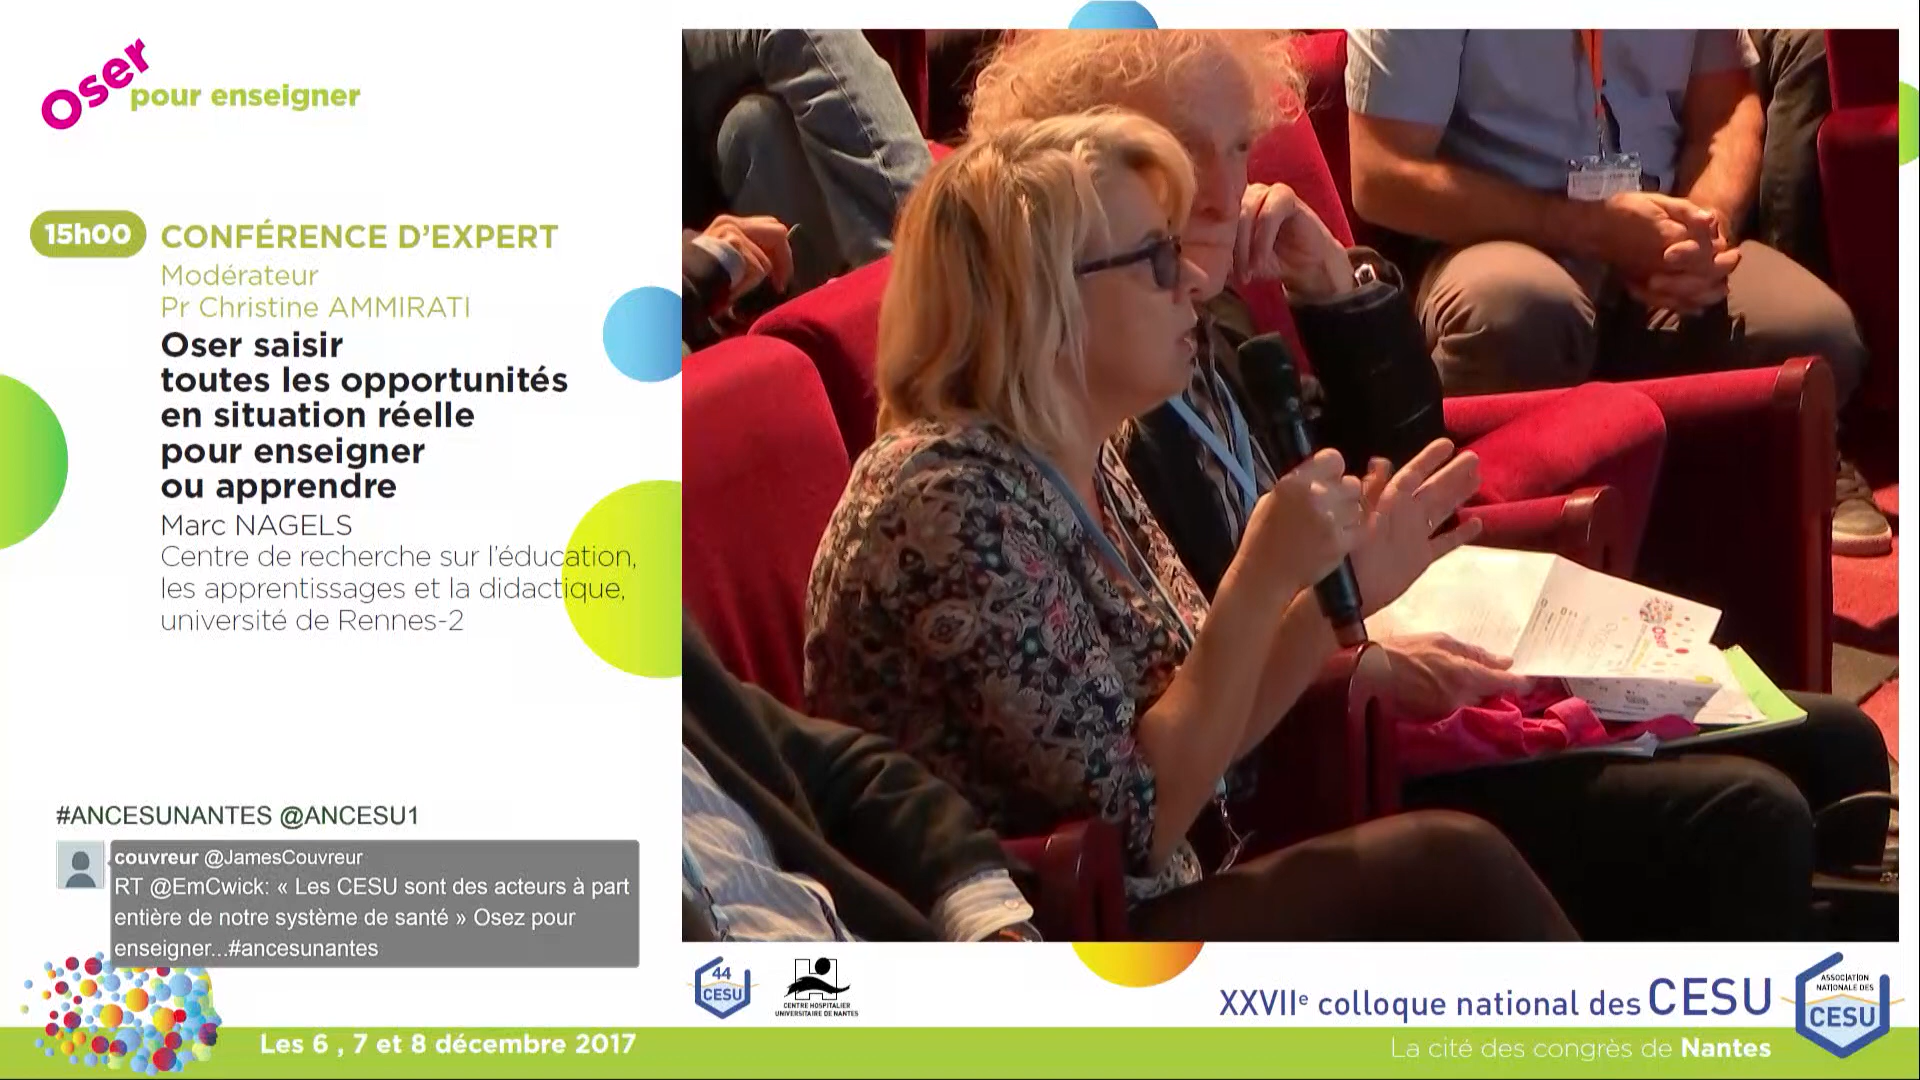 Oser
pour enseigner
15h00 CONFÉRENCE D'EXPERT
Modérateur
Pr Christine AMMIRATI
Oser saisir
toutes les opportunités
en situation réelle
pour enseigner
ou apprendre
Marc NAGELS
Centre de recherche sur l'éducation,
les apprentissages et la didactique,
université de Rennes-2
#ANCESUNANTES @ANCESU1
couvreur @JamesCouvreur
RT @EmCwick: « Les CESU sont des acteurs à part
entière de notre système de santé » Osez pour
enseigner...#ancesunantes
Les 6 , 7 et 8 décembre 2017
Oser
44
CESU
CENTRE HOSPITALIER
UNIVERSITAIRE DE NANTES
XXVIIe colloque national des CESU
La cité des congrès de Nantes
ASSOCIATION
NATIONALE DES
CESU